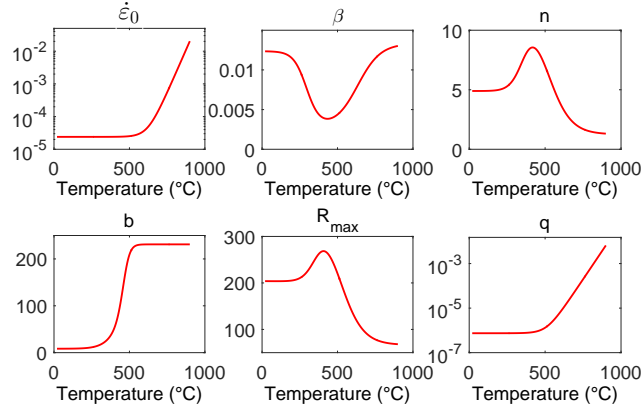 ε̇₀ β n
10⁻² 0.01 10
10⁻³
10⁻⁴ 0.005 5
10⁻⁵ 0 0
0 500 1000 0 500 1000 0 500 1000
Temperature (°C) Temperature (°C) Temperature (°C)
b R_max q
200 300 10⁻³
100 200 10⁻⁵
0 100 10⁻⁷
0 500 1000 0 500 1000 0 500 1000
Temperature (°C) Temperature (°C) Temperature (°C)